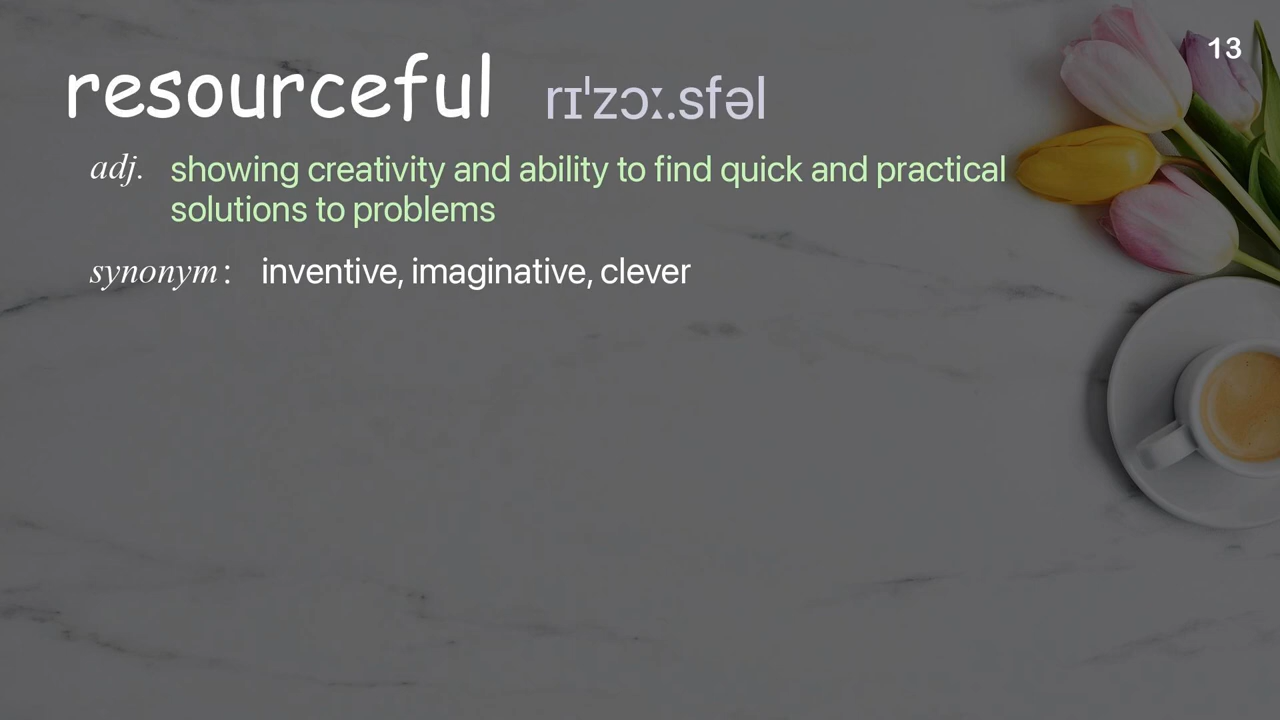 13
resourceful rɪˈzɔː.sfəl
adj. showing creativity and ability to find quick and practical
solutions to problems
synonym: inventive, imaginative, clever